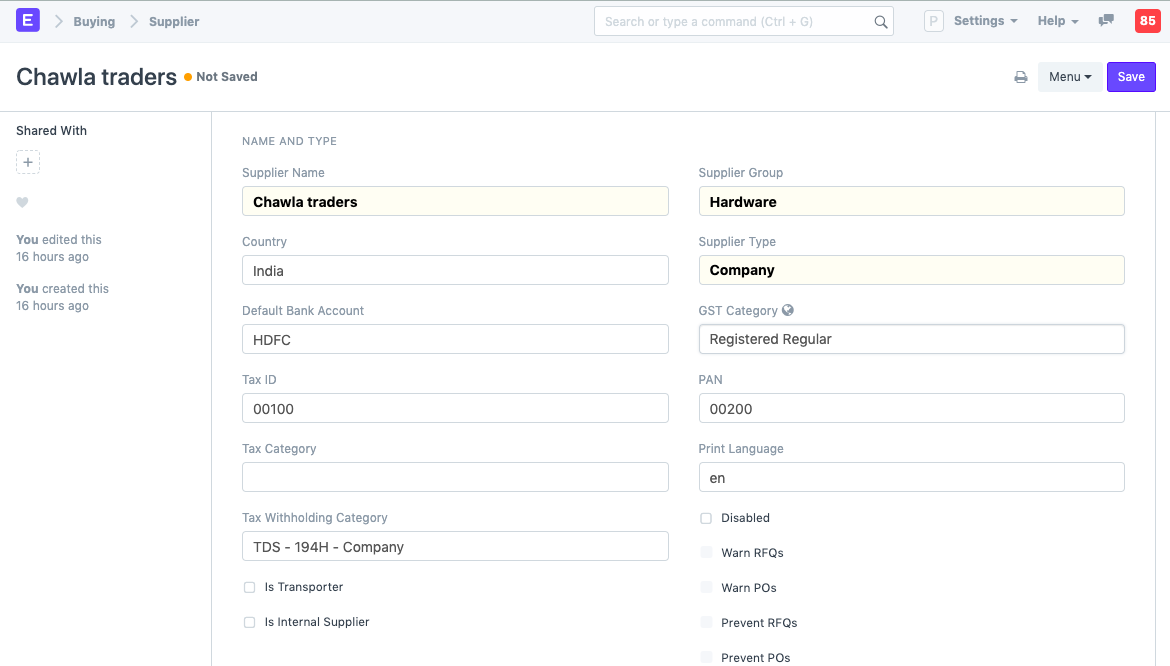 E
Buying
Supplier
Search or type a command (Ctrl + G)
P
Settings
Help
85
Chawla traders
Not Saved
Menu
Save
Shared With
+
You edited this
16 hours ago
You created this
16 hours ago
NAME AND TYPE
Supplier Name
Chawla traders
Supplier Group
Hardware
Country
India
Supplier Type
Company
Default Bank Account
HDFC
GST Category
Registered Regular
Tax ID
00100
PAN
00200
Tax Category
Print Language
en
Tax Withholding Category
TDS - 194H - Company
Is Transporter
Is Internal Supplier
Disabled
Warn RFQs
Warn POs
Prevent RFQs
Prevent POs